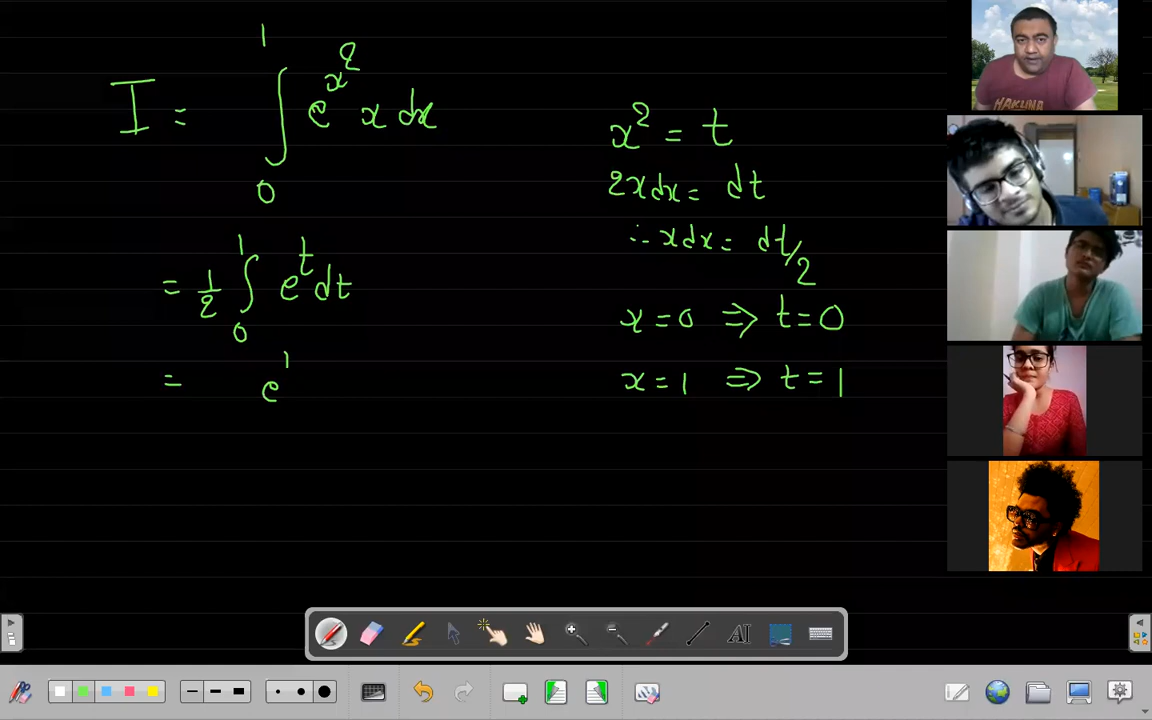 I = ∫₀¹ e^{x²} x dx
= 1/2 ∫₀¹ e^t dt
= e¹
x² = t
2x dx = dt
∴ x dx = dt/2
x = 0 ⇒ t = 0
x = 1 ⇒ t = 1
HAKUNA
AI